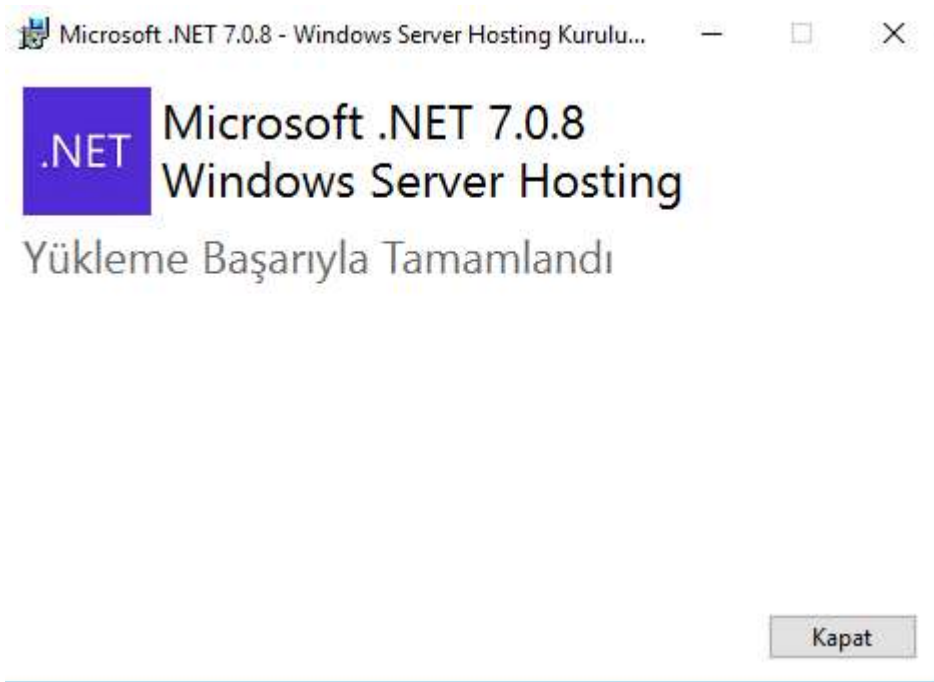 Microsoft .NET 7.0.8 - Windows Server Hosting Kurulu...
.NET
Microsoft .NET 7.0.8
Windows Server Hosting
Yükleme Başarıyla Tamamlandı
Kapat